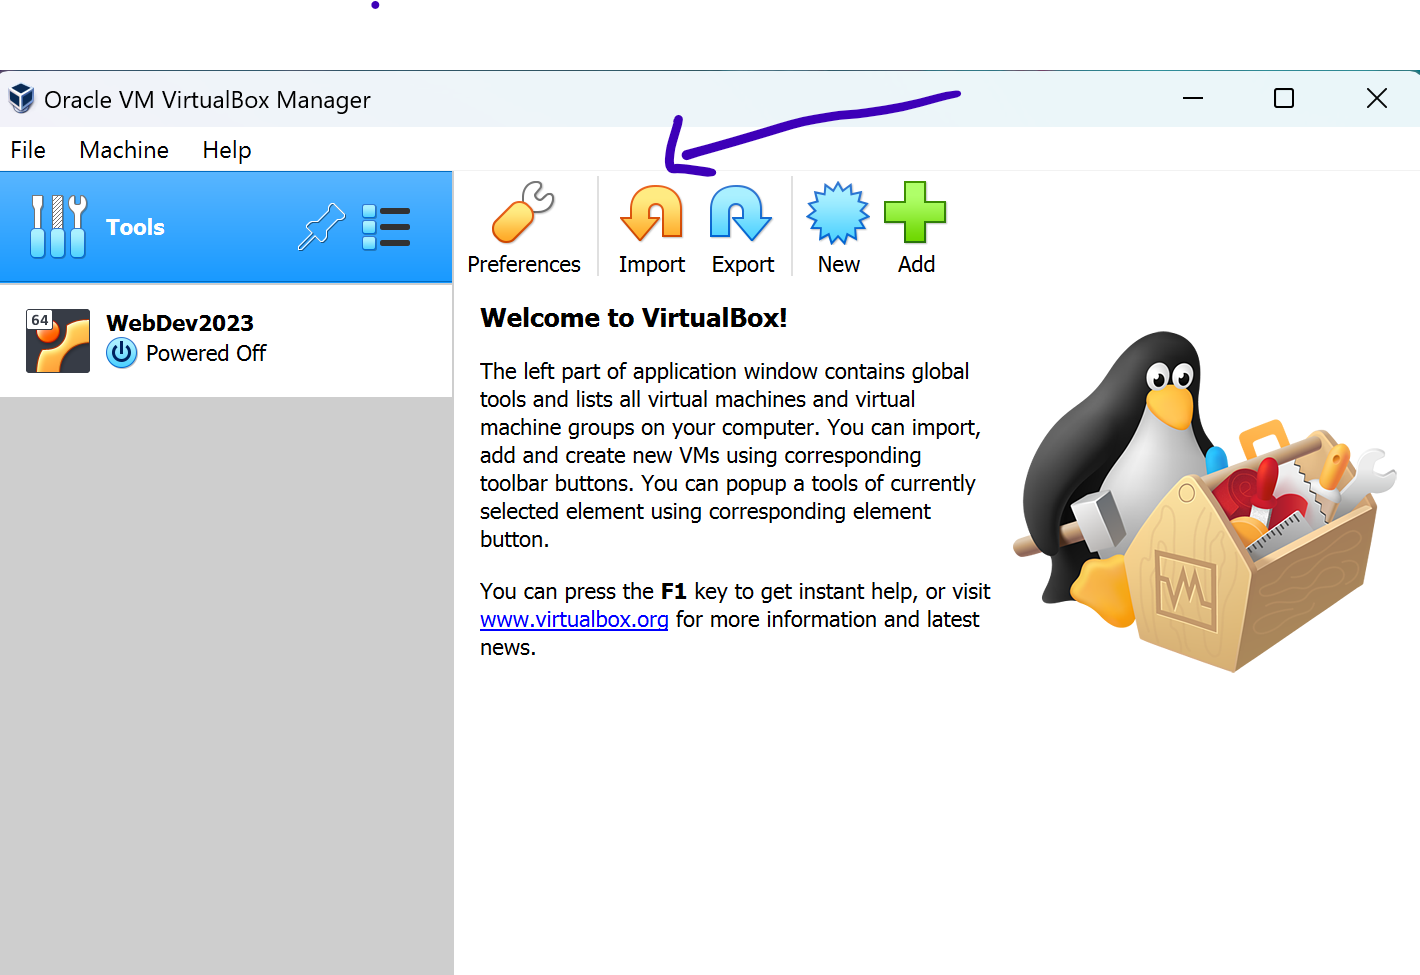 Oracle VM VirtualBox Manager
File Machine Help
Tools
Preferences Import Export New Add
64
WebDev2023
Powered Off
Welcome to VirtualBox!
The left part of application window contains global
tools and lists all virtual machines and virtual
machine groups on your computer. You can import,
add and create new VMs using corresponding
toolbar buttons. You can popup a tools of currently
selected element using corresponding element
button.
You can press the F1 key to get instant help, or visit
www.virtualbox.org for more information and latest
news.
VM